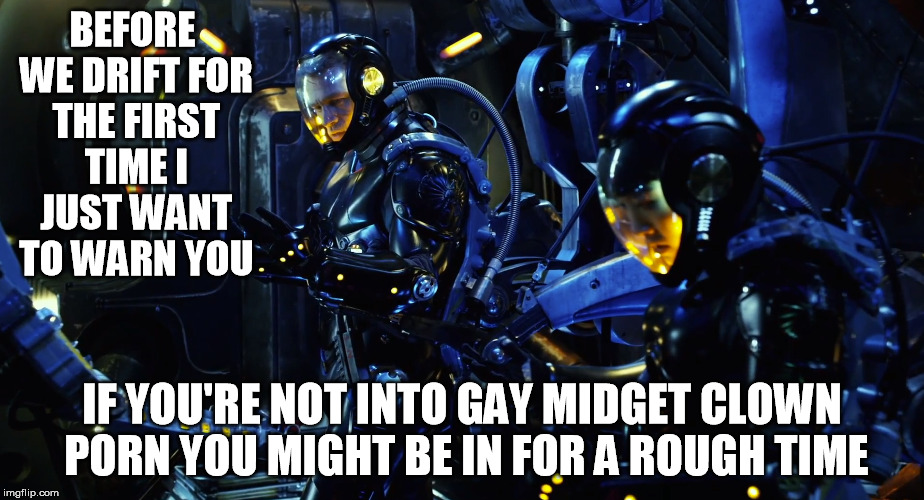 BEFORE
WE DRIFT FOR
THE FIRST
TIME I
JUST WANT
TO WARN YOU
IF YOU'RE NOT INTO GAY MIDGET CLOWN
PORN YOU MIGHT BE IN FOR A ROUGH TIME
imgflip.com